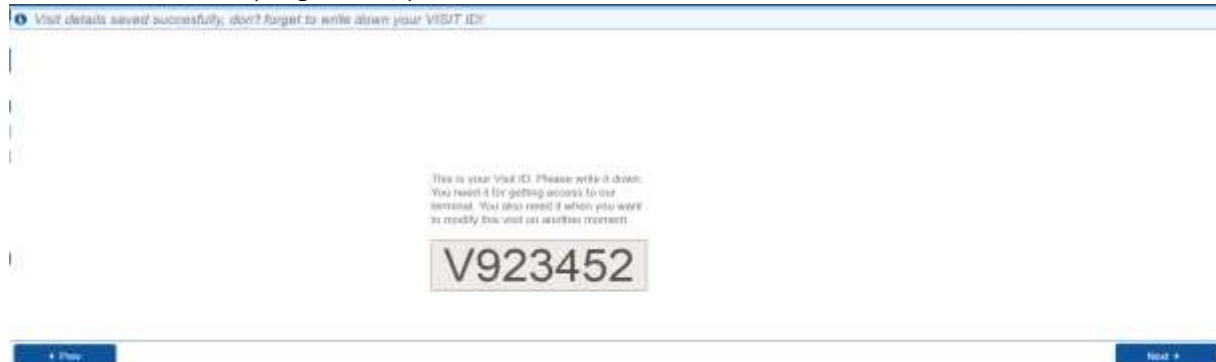 Visit details saved succesfully, don't forget to write down your VISIT ID!
This is your Visit ID. Please write it down.
You need it for getting access to our
terminal. You also need it when you want
to modify this visit on another moment.
V923452
Prev
Next